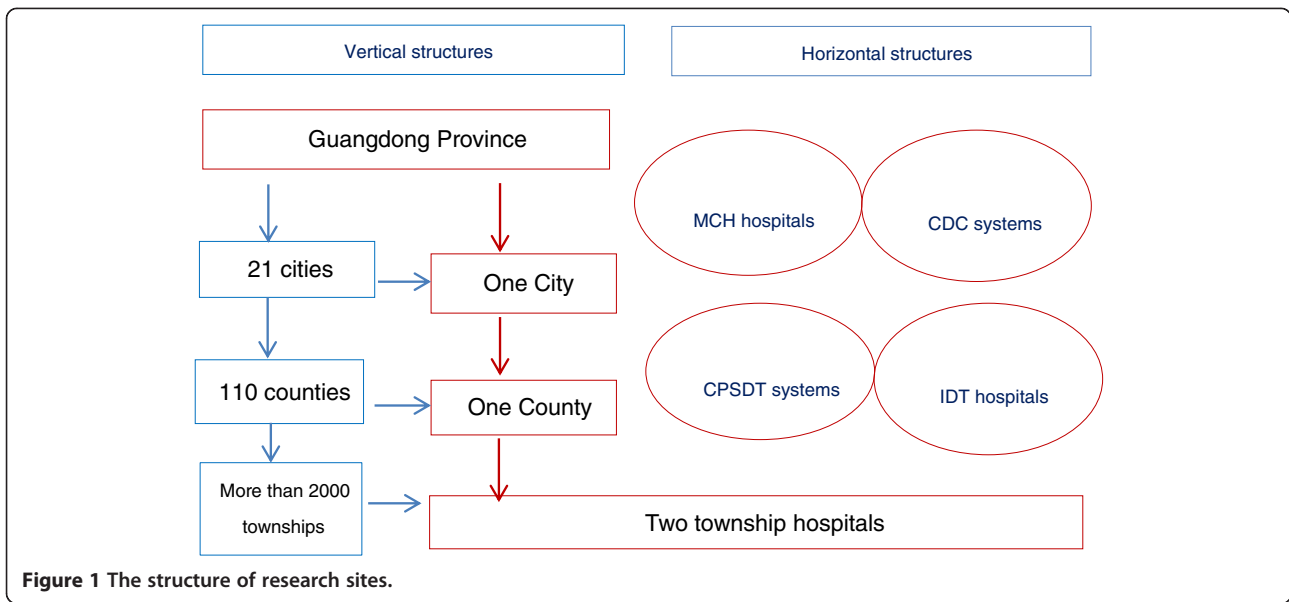 Vertical structures
Horizontal structures
Guangdong Province
MCH hospitals
CDC systems
21 cities
One City
110 counties
One County
CPSDT systems
IDT hospitals
More than 2000
townships
Two township hospitals
Figure 1 The structure of research sites.